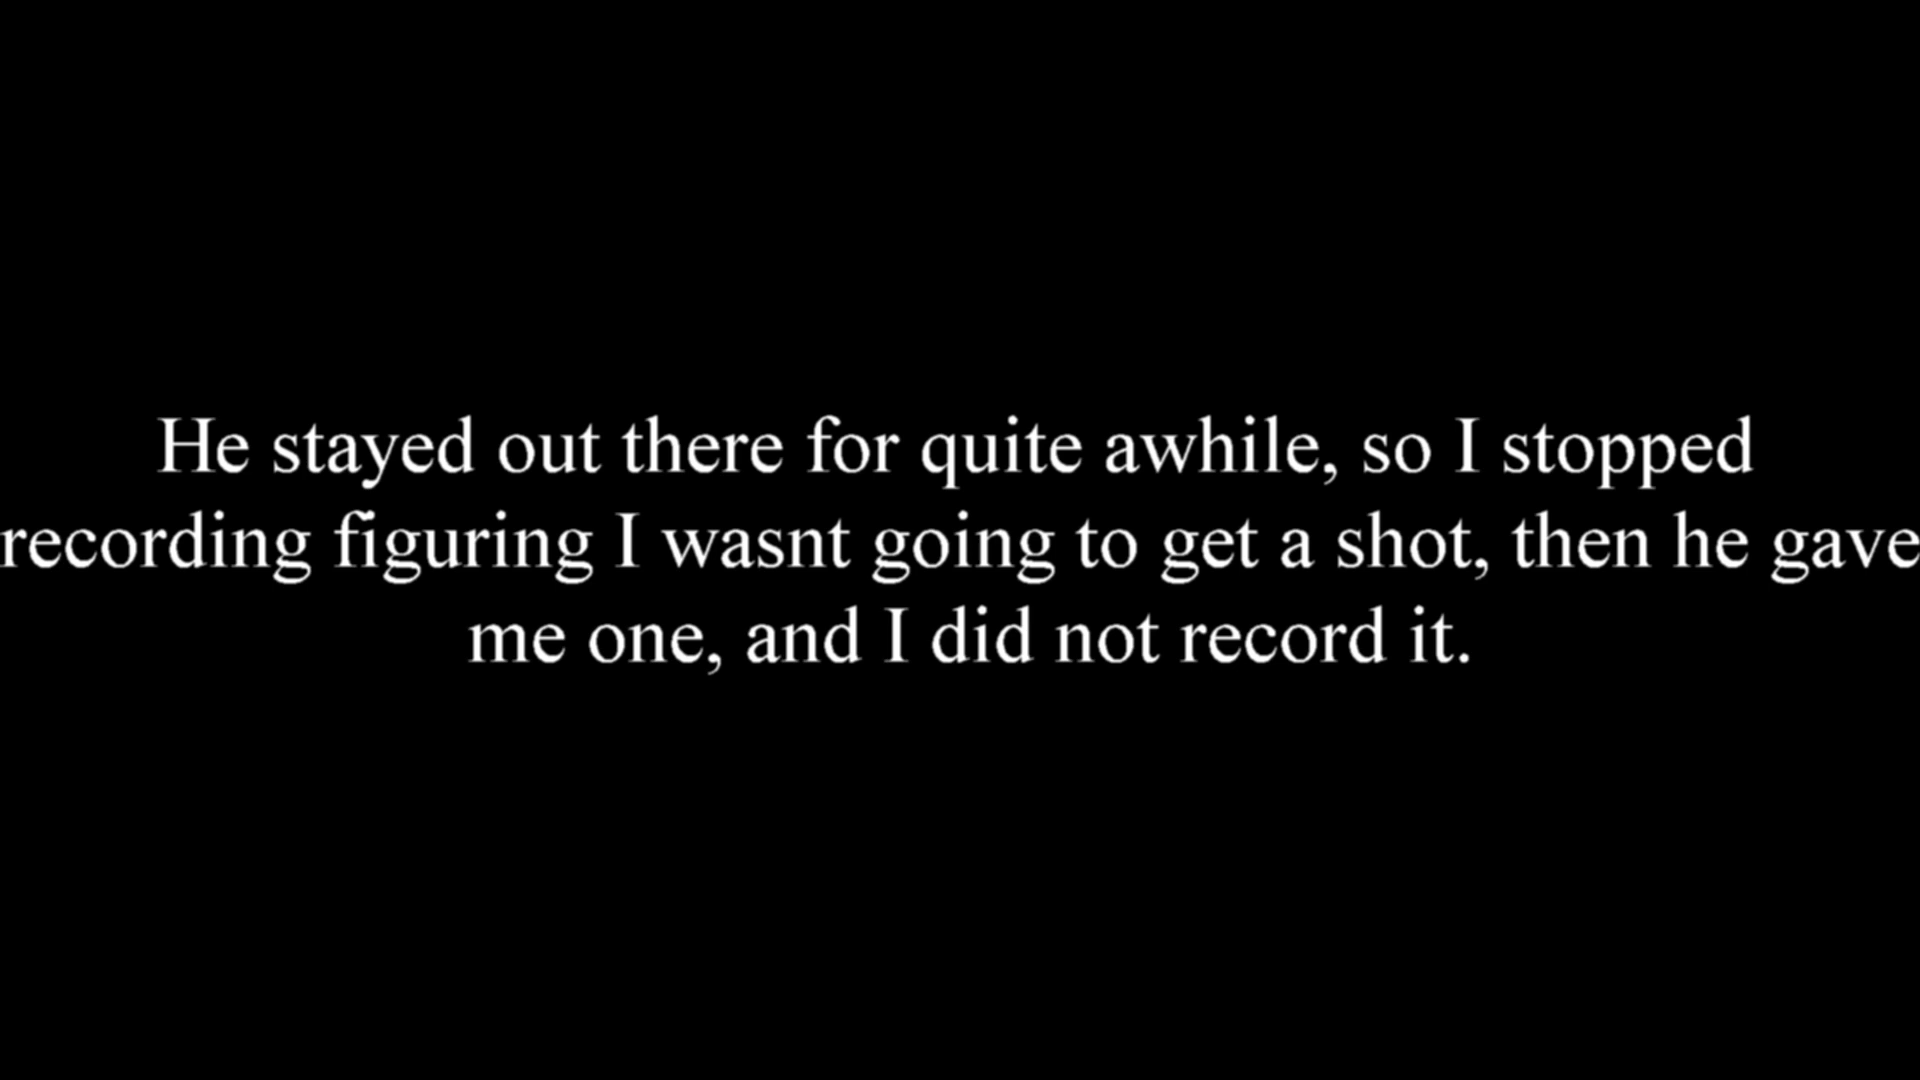 He stayed out there for quite awhile, so I stopped
recording figuring I wasnt going to get a shot, then he gave
me one, and I did not record it.